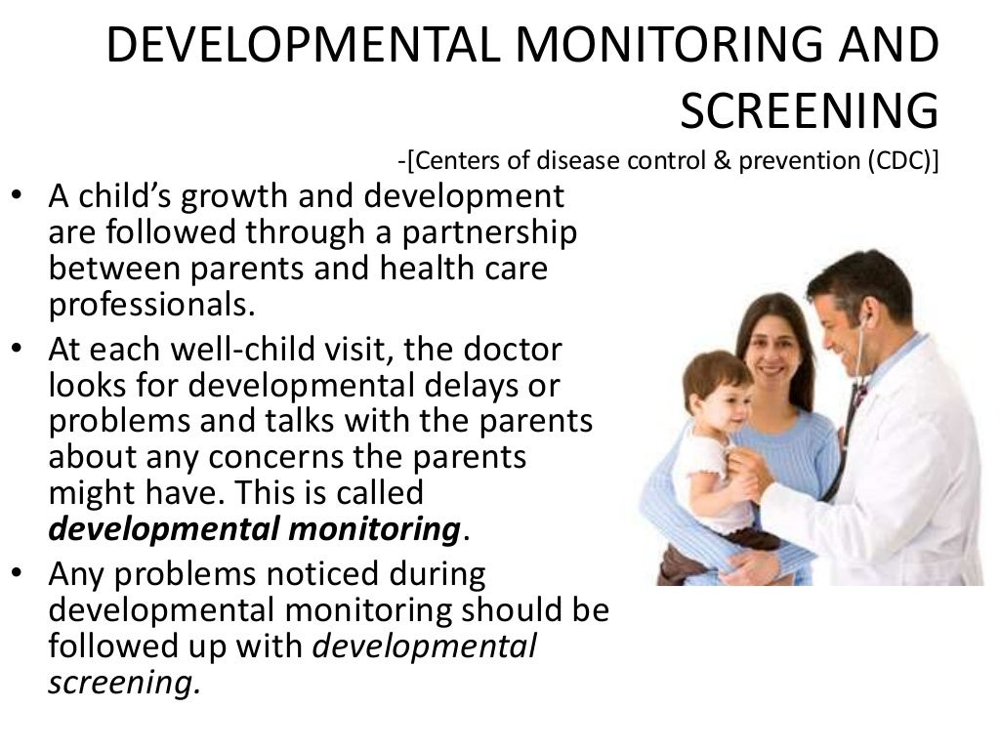 DEVELOPMENTAL MONITORING AND
SCREENING
-[Centers of disease control & prevention (CDC)]
• A child’s growth and development
are followed through a partnership
between parents and health care
professionals.
• At each well-child visit, the doctor
looks for developmental delays or
problems and talks with the parents
about any concerns the parents
might have. This is called
developmental monitoring.
• Any problems noticed during
developmental monitoring should be
followed up with developmental
screening.